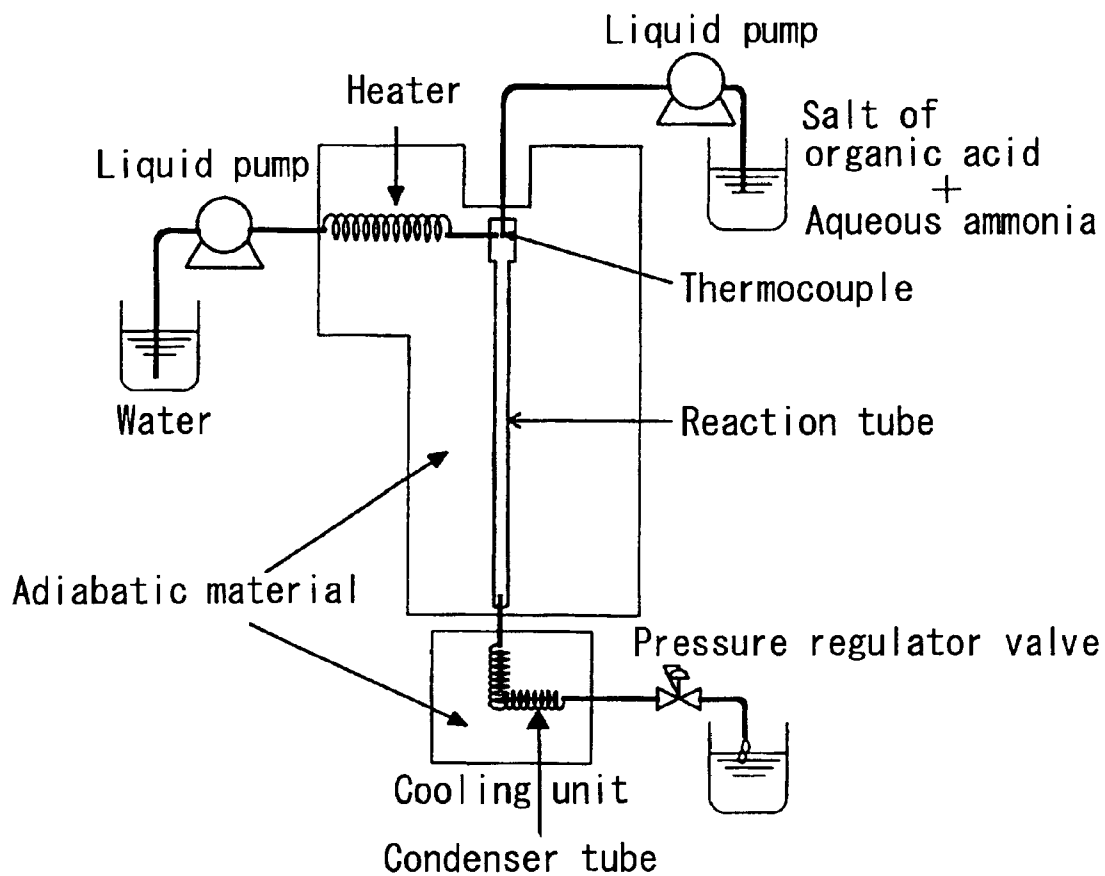 Liquid pump
Heater
Salt of
organic acid
+
Aqueous ammonia
Liquid pump
Thermocouple
Water
Reaction tube
Adiabatic material
Pressure regulator valve
Cooling unit
Condenser tube